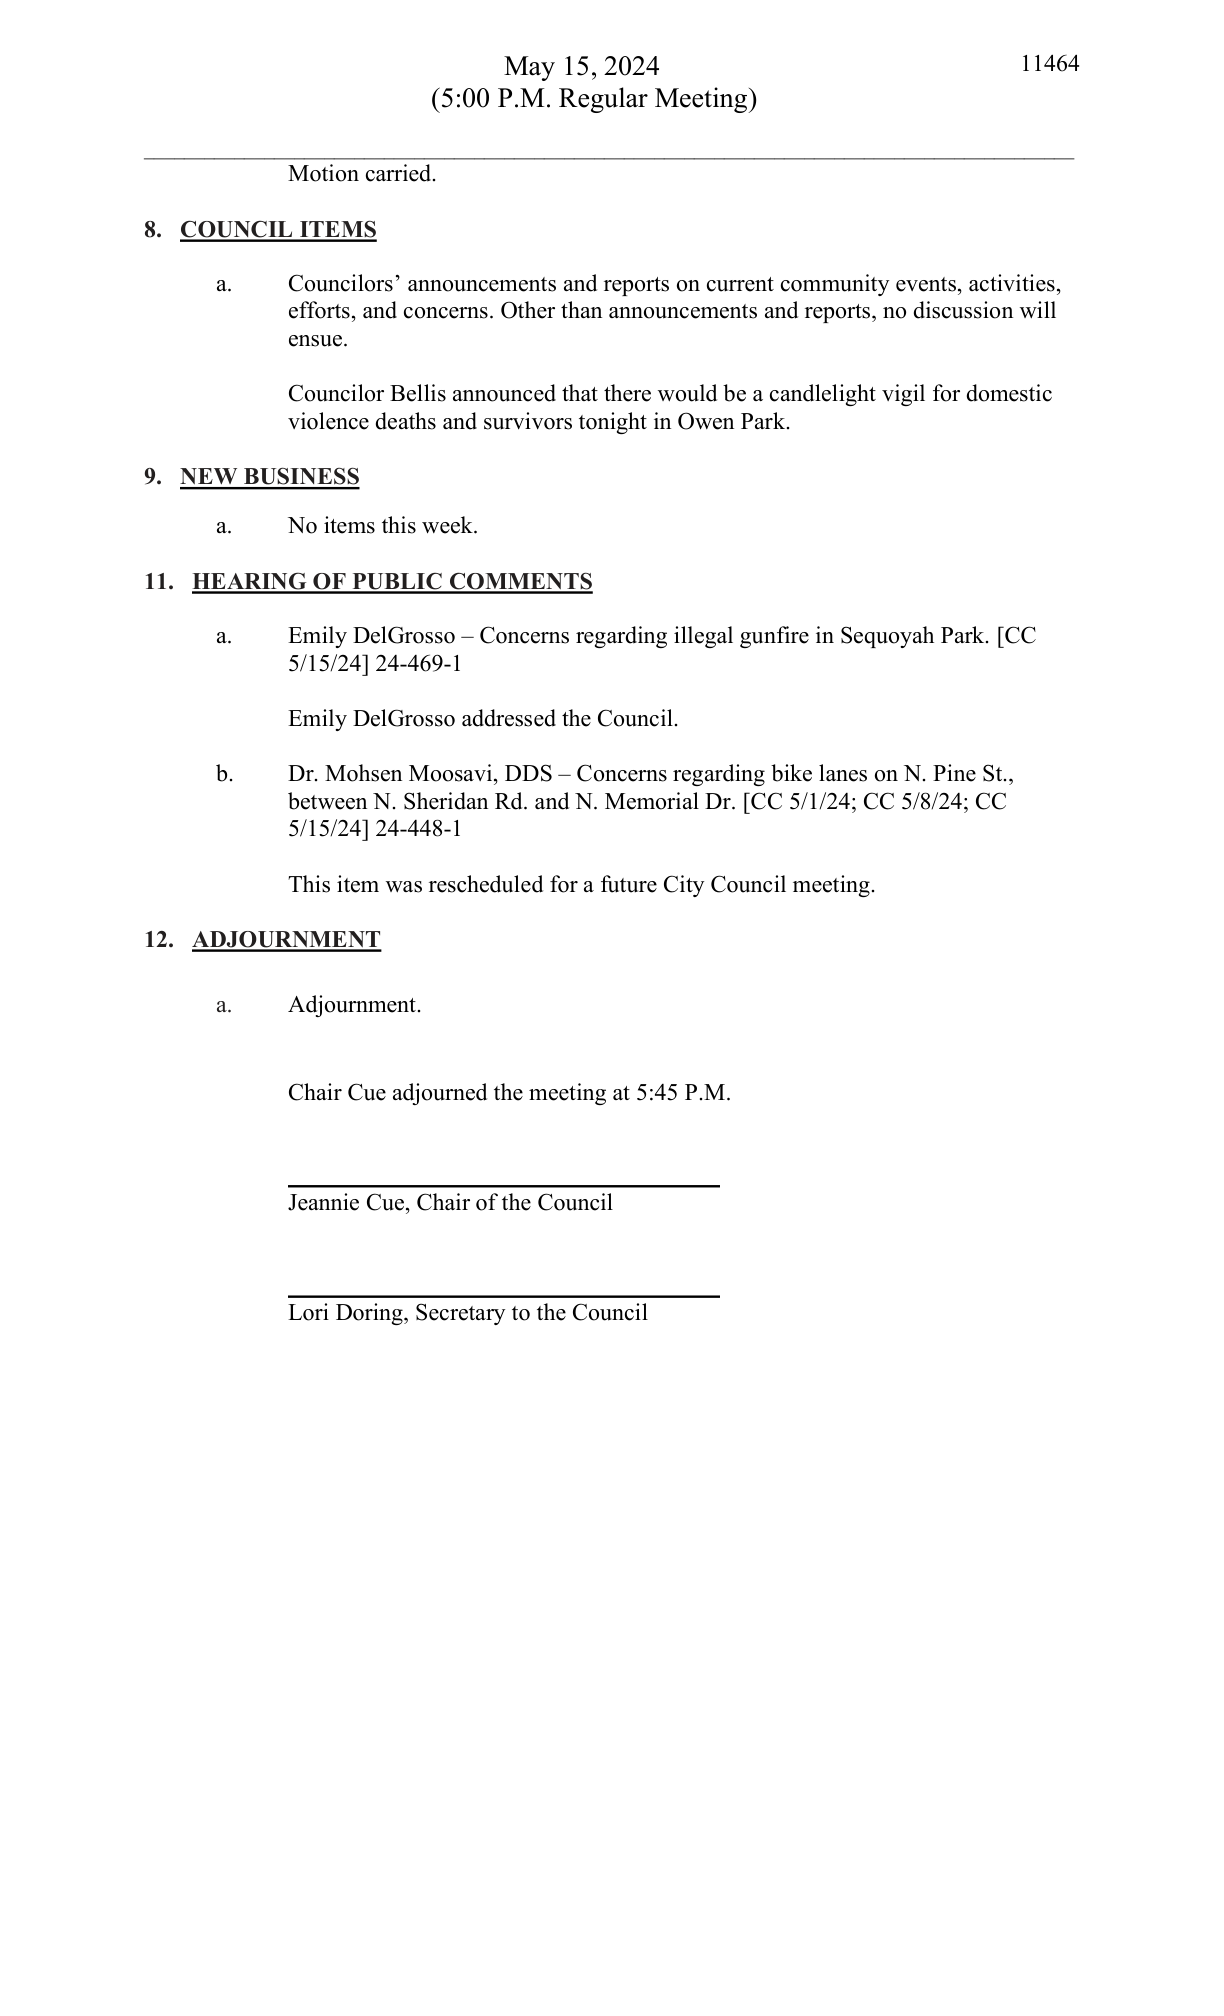 May 15, 2024
11464
(5:00 P.M. Regular Meeting)
Motion carried.
8. COUNCIL ITEMS
a. Councilors’ announcements and reports on current community events, activities,
efforts, and concerns. Other than announcements and reports, no discussion will
ensue.
Councilor Bellis announced that there would be a candlelight vigil for domestic
violence deaths and survivors tonight in Owen Park.
9. NEW BUSINESS
a. No items this week.
11. HEARING OF PUBLIC COMMENTS
a. Emily DelGrosso – Concerns regarding illegal gunfire in Sequoyah Park. [CC
5/15/24] 24-469-1
Emily DelGrosso addressed the Council.
b. Dr. Mohsen Moosavi, DDS – Concerns regarding bike lanes on N. Pine St.,
between N. Sheridan Rd. and N. Memorial Dr. [CC 5/1/24; CC 5/8/24; CC
5/15/24] 24-448-1
This item was rescheduled for a future City Council meeting.
12. ADJOURNMENT
a. Adjournment.
Chair Cue adjourned the meeting at 5:45 P.M.
Jeannie Cue, Chair of the Council
Lori Doring, Secretary to the Council